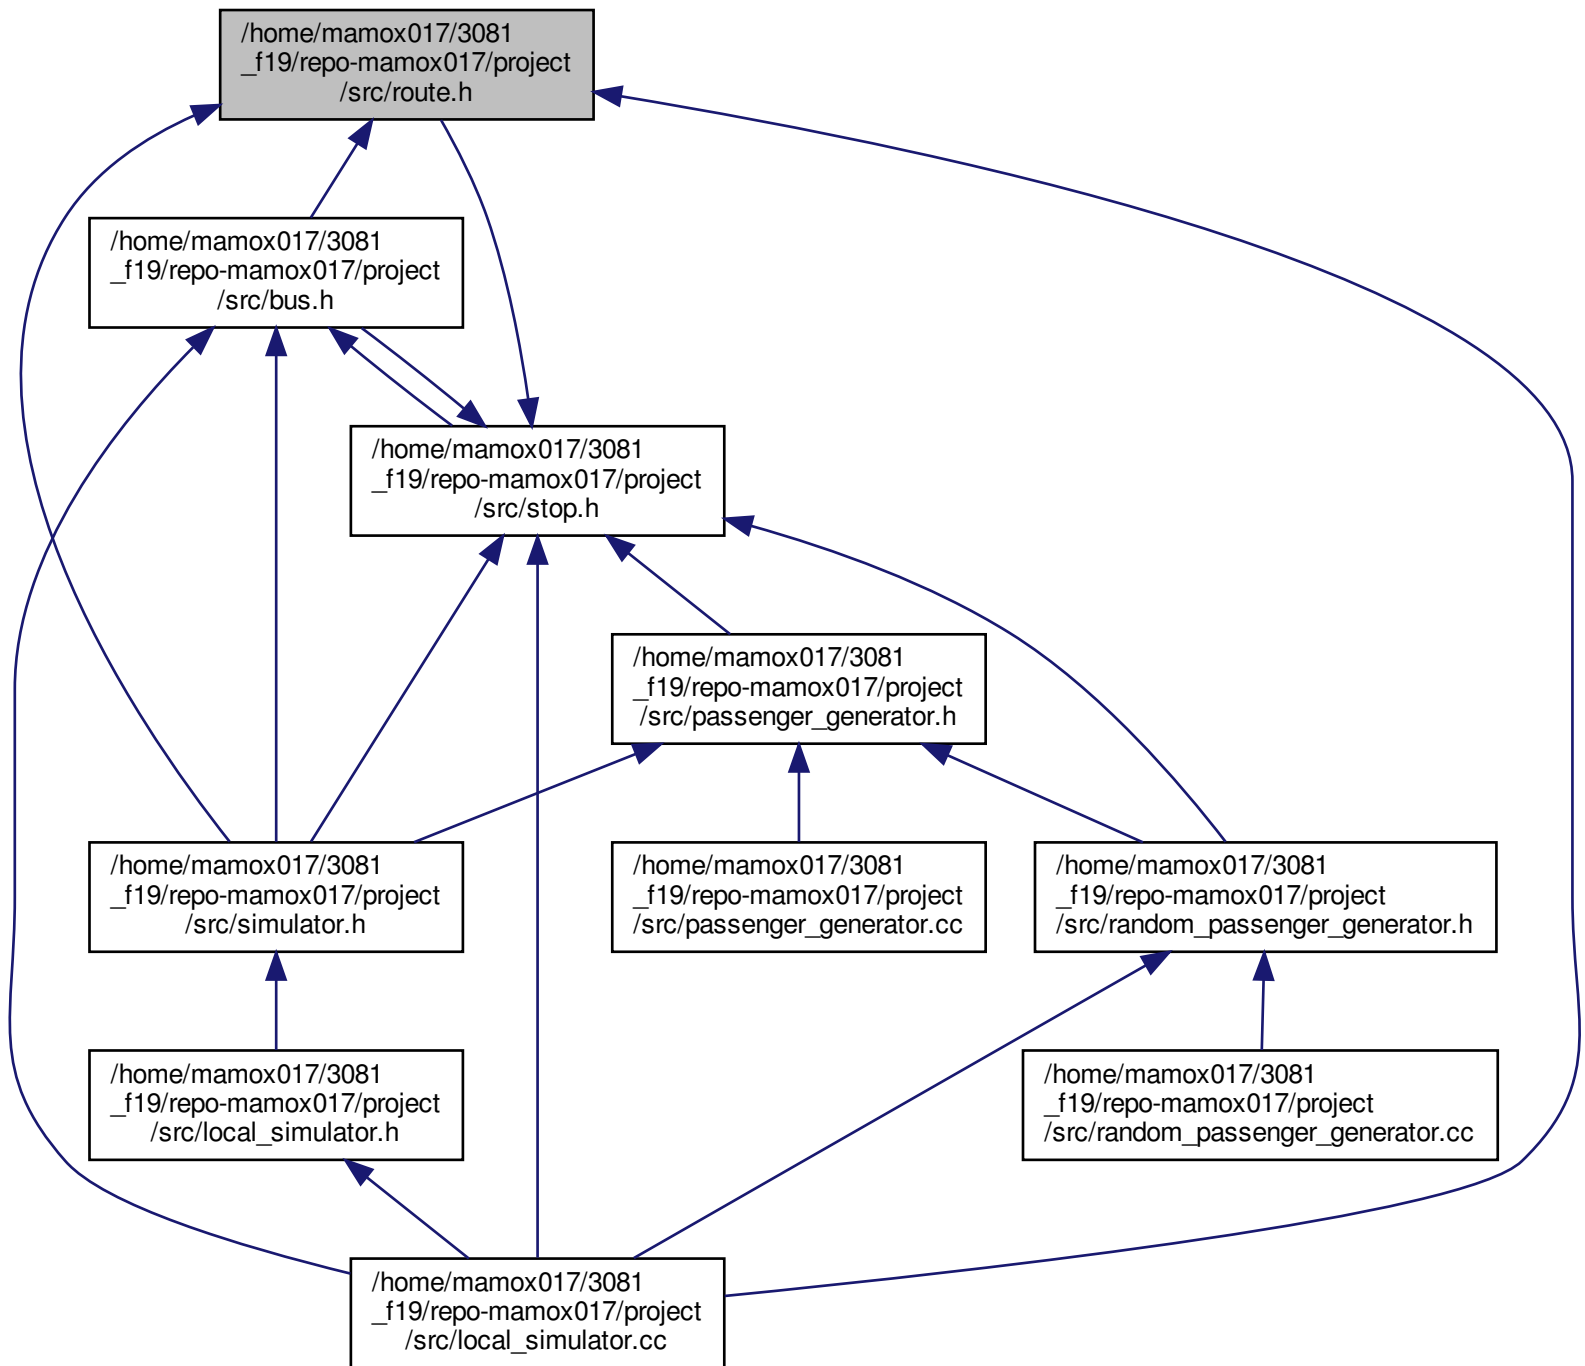 /home/mamox017/3081
_f19/repo-mamox017/project
/src/route.h
/home/mamox017/3081
_f19/repo-mamox017/project
/src/bus.h
/home/mamox017/3081
_f19/repo-mamox017/project
/src/stop.h
/home/mamox017/3081
_f19/repo-mamox017/project
/src/passenger_generator.h
/home/mamox017/3081
_f19/repo-mamox017/project
/src/simulator.h
/home/mamox017/3081
_f19/repo-mamox017/project
/src/passenger_generator.cc
/home/mamox017/3081
_f19/repo-mamox017/project
/src/random_passenger_generator.h
/home/mamox017/3081
_f19/repo-mamox017/project
/src/local_simulator.h
/home/mamox017/3081
_f19/repo-mamox017/project
/src/random_passenger_generator.cc
/home/mamox017/3081
_f19/repo-mamox017/project
/src/local_simulator.cc